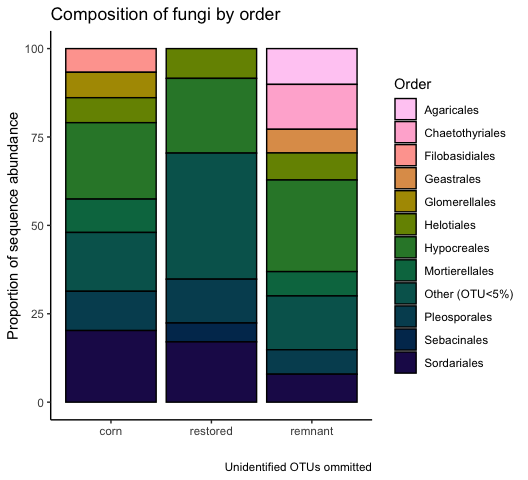 Composition of fungi by order
Proportion of sequence abundance
100
75
50
25
0
corn
restored
remnant
Unidentified OTUs ommitted
Order
Agaricales
Chaetothyriales
Filobasidiales
Geastrales
Glomerellales
Helotiales
Hypocreales
Mortierellales
Other (OTU<5%)
Pleosporales
Sebacinales
Sordariales